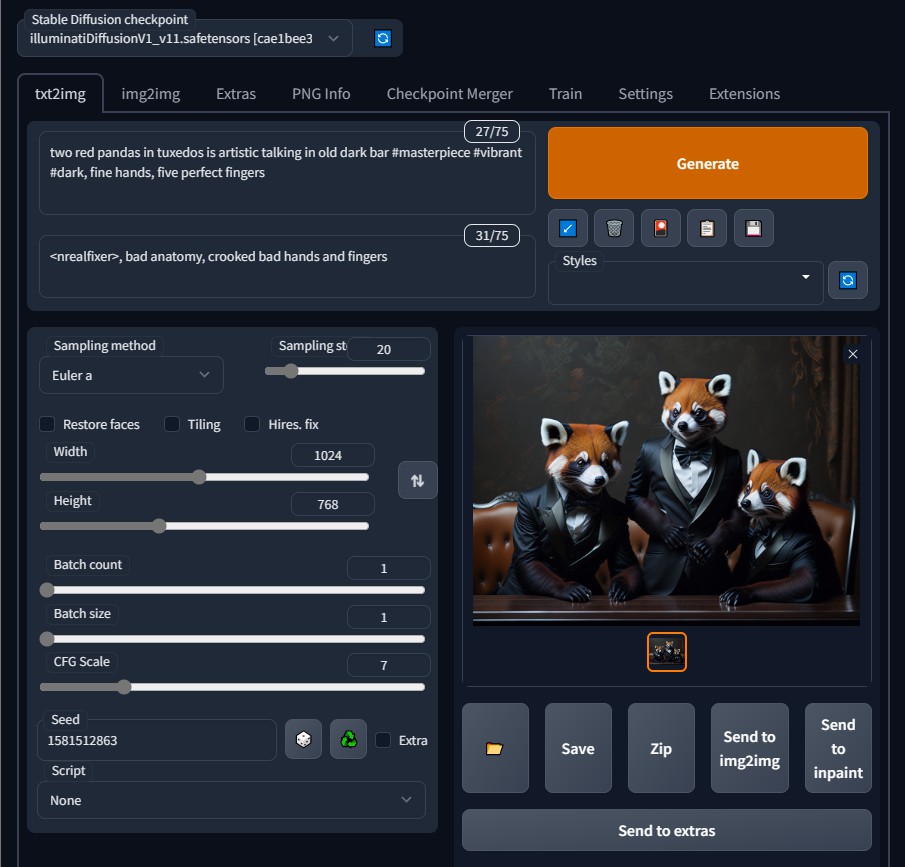 Stable Diffusion checkpoint
illuminatiDiffusionV1_v11.safetensors [cae1bee3
txt2img img2img Extras PNG Info Checkpoint Merger Train Settings Extensions
27/75
two red pandas in tuxedos is artistic talking in old dark bar #masterpiece #vibrant
#dark, fine hands, five perfect fingers
Generate
31/75
<nrealfixer>, bad anatomy, crooked bad hands and fingers
Styles
Sampling method
Euler a
Sampling st
20
Restore faces Tiling Hires. fix
Width
1024
Height
768
Batch count
1
Batch size
1
CFG Scale
7
Seed
1581512863
Extra
Script
None
Save
Zip
Send to
img2img
Send
to
inpaint
Send to extras